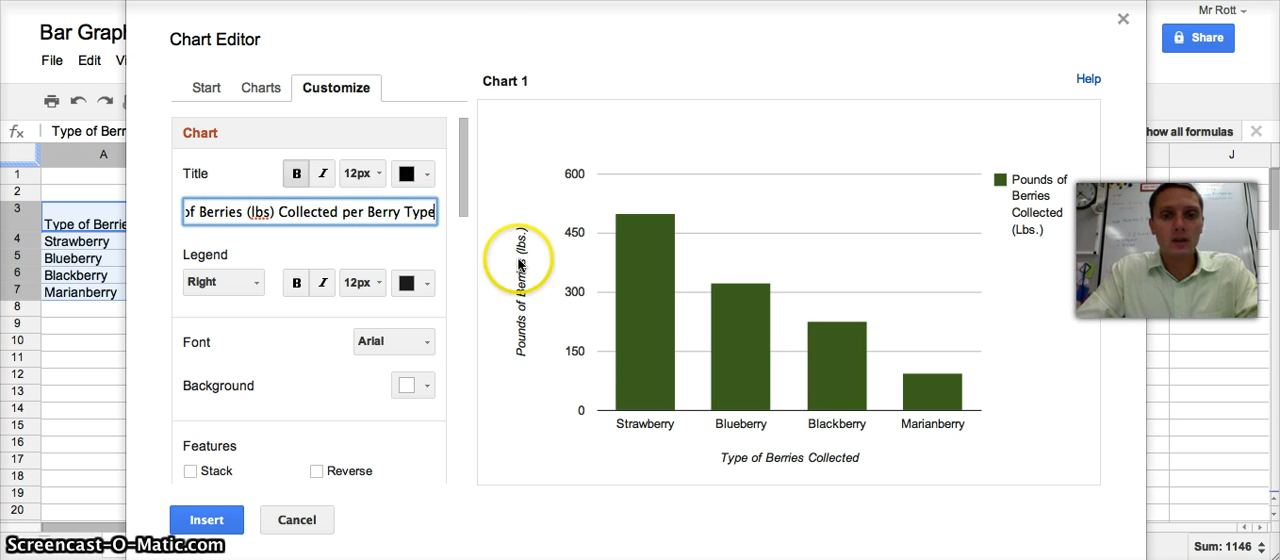 Bar Grap
File Edit Vi
fx Type of Berr
A
1
2
3 Type of Berrie
4 Strawberry
5 Blueberry
6 Blackberry
7 Marianberry
8
9
10
11
12
13
14
15
16
17
18
19
20
Chart Editor
Start Charts Customize
Chart
Title B I 12px
of Berries (lbs) Collected per Berry Type
Legend
Right B I 12px
Font Arial
Background
Features
Stack Reverse
Insert Cancel
Chart 1
Help
600
450
300
150
0
Pounds of Berries (lbs.)
Strawberry Blueberry Blackberry Marianberry
Type of Berries Collected
Pounds of
Berries
Collected
(Lbs.)
Mr Rott
Share
how all formulas
J
Sum: 1146
Screencast-O-Matic.com